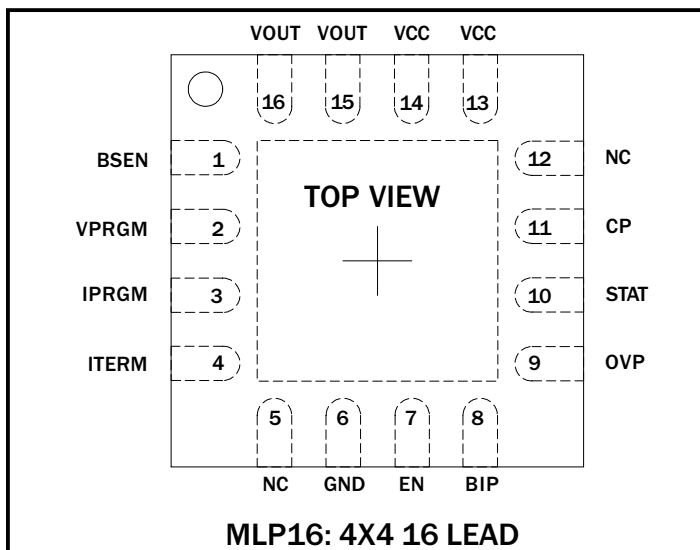 VOUT VOUT VCC VCC
16 15 14 13
BSEN 1 12 NC
TOP VIEW
VPRGM 2 11 CP
IPRGM 3 10 STAT
ITERM 4 9 OVP
5 6 7 8
NC GND EN BIP
MLP16: 4X4 16 LEAD